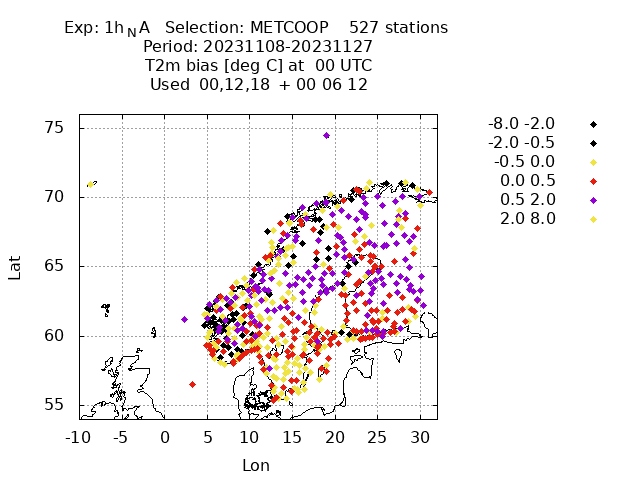 Exp: 1h N A Selection: METCOOP 527 stations
Period: 20231108-20231127
T2m bias [deg C] at 00 UTC
Used 00,12,18 + 00 06 12
-8.0 -2.0
-2.0 -0.5
-0.5 0.0
0.0 0.5
0.5 2.0
2.0 8.0
75
70
65
60
55
Lat
-10 -5 0 5 10 15 20 25 30
Lon